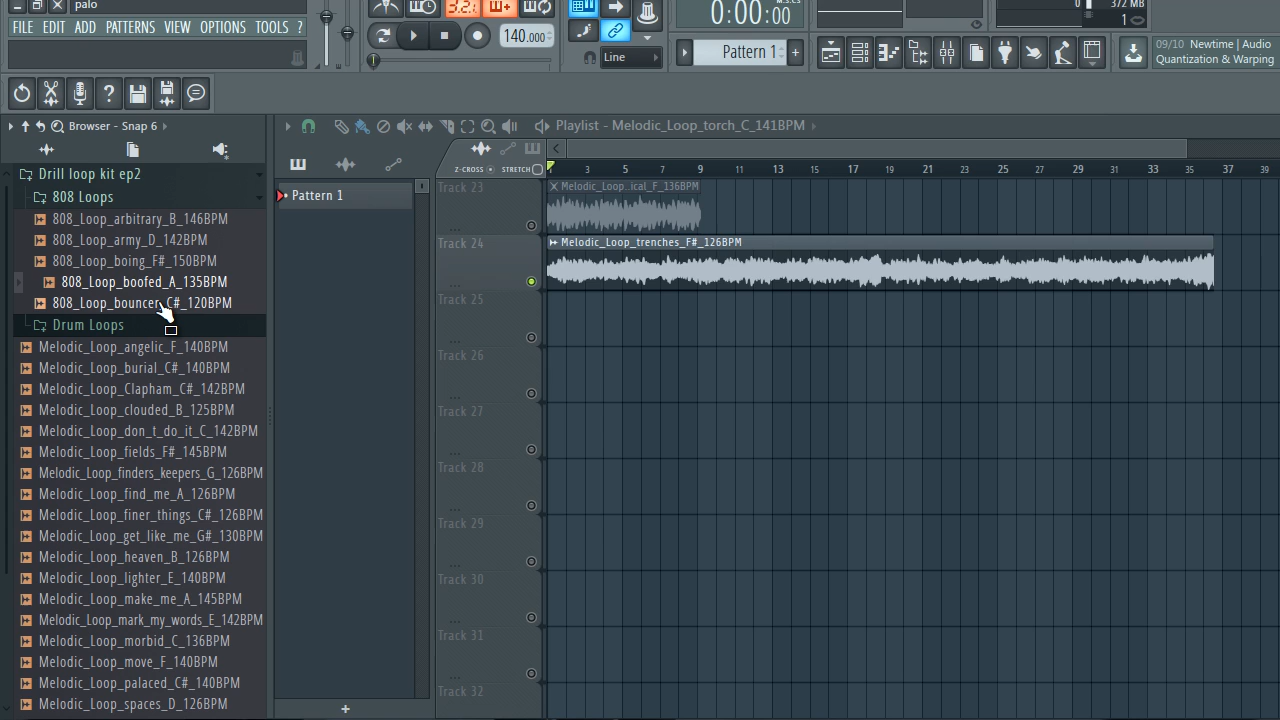 palo
FILE EDIT ADD PATTERNS VIEW OPTIONS TOOLS ?
3.2.
140.000
0:00:00
M:S:CS
Line
Pattern 1
+
372 MB
1
09/10 Newtime | Audio
Quantization & Warping
Browser - Snap 6
Playlist - Melodic_Loop_torch_C_141BPM
Z-CROSS STRETCH
1 3 5 7 9 11 13 15 17 19 21 23 25 27 29 31 33 35 37 39
Drill loop kit ep2
808 Loops
808_Loop_arbitrary_B_146BPM
808_Loop_army_D_142BPM
808_Loop_boing_F#_150BPM
808_Loop_boofed_A_135BPM
808_Loop_bouncer_C#_120BPM
Drum Loops
Melodic_Loop_angelic_F_140BPM
Melodic_Loop_burial_C#_140BPM
Melodic_Loop_Clapham_C#_142BPM
Melodic_Loop_clouded_B_125BPM
Melodic_Loop_don_t_do_it_C_142BPM
Melodic_Loop_fields_F#_145BPM
Melodic_Loop_finders_keepers_G_126BPM
Melodic_Loop_find_me_A_126BPM
Melodic_Loop_finer_things_C#_126BPM
Melodic_Loop_get_like_me_G#_130BPM
Melodic_Loop_heaven_B_126BPM
Melodic_Loop_lighter_E_140BPM
Melodic_Loop_make_me_A_145BPM
Melodic_Loop_mark_my_words_E_142BPM
Melodic_Loop_morbid_C_136BPM
Melodic_Loop_move_F_140BPM
Melodic_Loop_palaced_C#_140BPM
Melodic_Loop_spaces_D_126BPM
Pattern 1
+
Track 23
Melodic_Loop..ical_F_136BPM
Track 24
Melodic_Loop_trenches_F#_126BPM
Track 25
Track 26
Track 27
Track 28
Track 29
Track 30
Track 31
Track 32